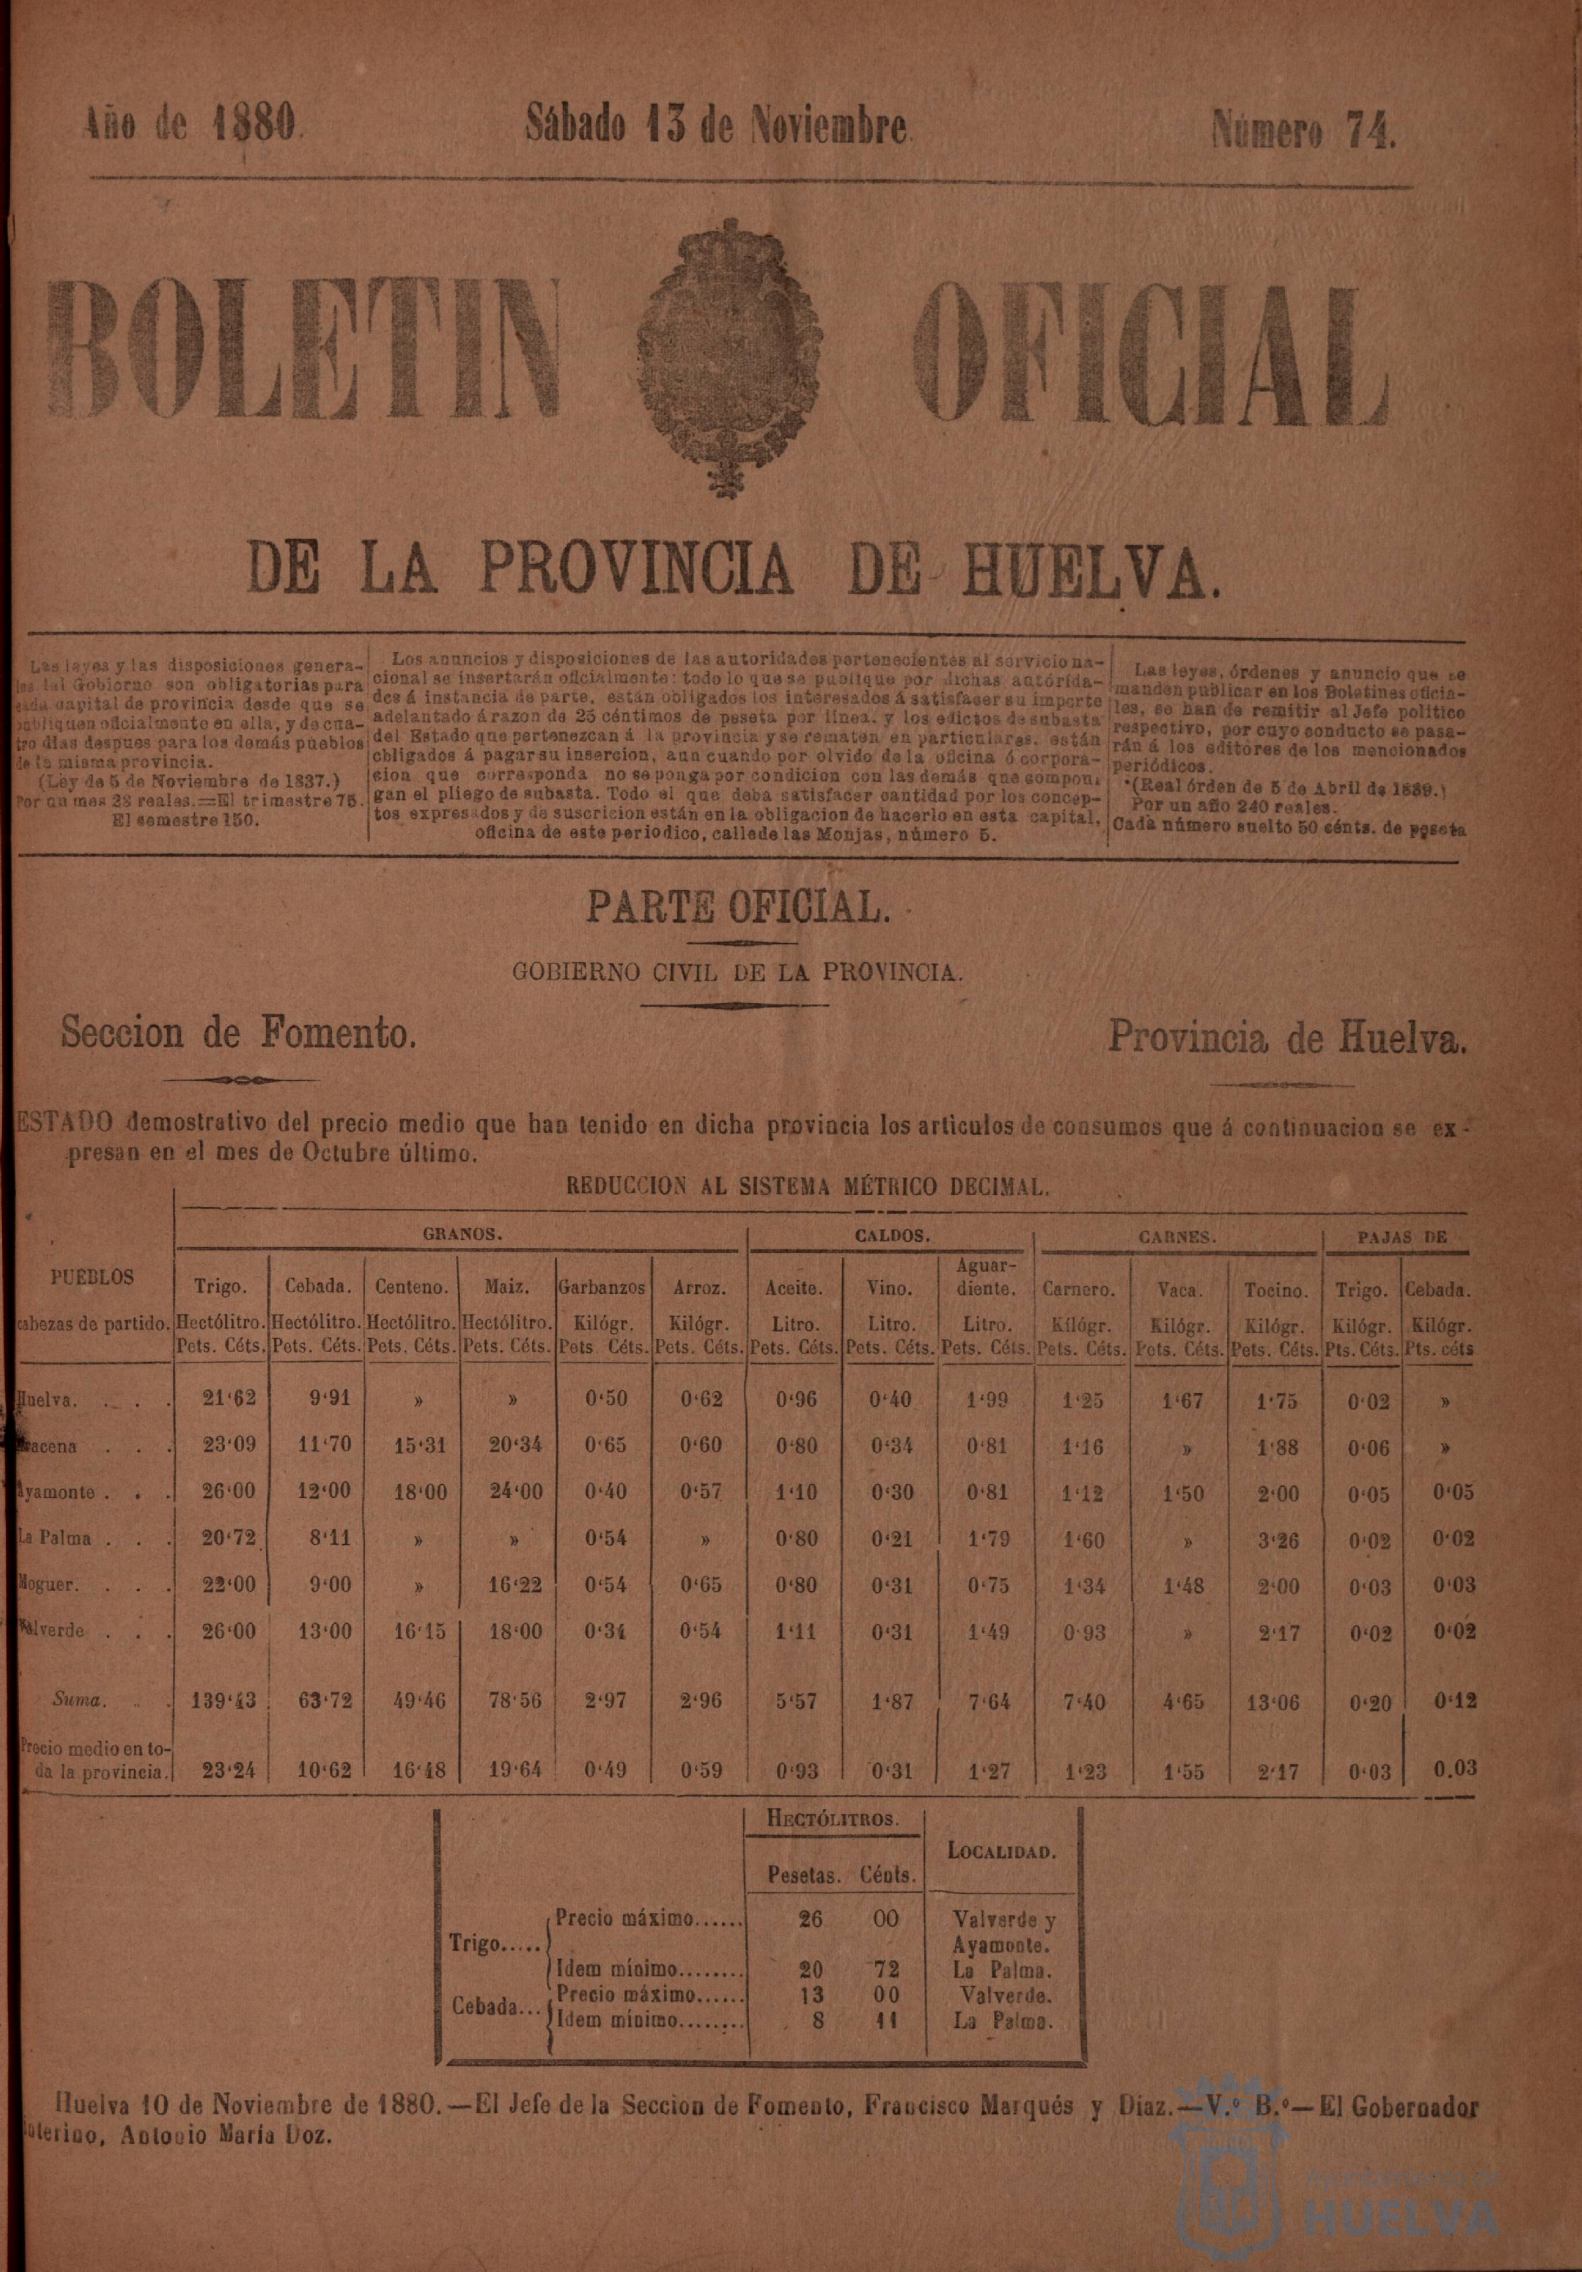 Año de 1880.
Sábado 13 de Noviembre.
Número 74.
BOLETIN OFICIAL
DE LA PROVINCIA DE HUELVA.
Las leyes y las disposiciones genera-
les del Gobierno son obligatorias para
cada capital de provincia desde que se
publiquen oficialmente en ella, y de cua-
tro dias despues para los demás pueblos
de la misma provincia.
(Ley de 5 de Noviembre de 1837.)
Por un mes 28 reales.—El trimestre 75.
El semestre 150.
Los anuncios y disposiciones de las autoridades pertenecientes al servicio na-
cional se insertarán oficialmente: todo lo que se publique por dichas autórida-
des á instancia de parte, están obligados los interesados á satisfacer su importe
adelantado á razon de 25 céntimos de peseta por línea. y los edictos de subasta
del Estado que pertenezcan á la provincia y se rematen en particulares. están
obligados á pagar su insercion, aun cuando por olvido de la oficina ó corpora-
cion que corresponda no se ponga por condicion con las demás que compon-
gan el pliego de subasta. Todo el que deba satisfacer cantidad por los concep-
tos expresados y de suscricion están en la obligacion de hacerlo en esta capital,
oficina de este periodico, calle de las Monjas, número 5.
Las leyes, órdenes y anuncio que se
manden publicar en los Boletines oficia-
les, se han de remitir al Jefe politico
respectivo, por cuyo conducto se pasa-
rán á los editóres de los mencionados
periódicos.
(Real órden de 5 de Abril de 1839.)
Por un año 240 reales.
Cada número suelto 50 cénts. de peseta
PARTE OFICIAL.
GOBIERNO CIVIL DE LA PROVINCIA.
Seccion de Fomento.
Provincia de Huelva.
ESTADO demostrativo del precio medio que han tenido en dicha provincia los articulos de consumos que á continuacion se ex-
presan en el mes de Octubre último.
REDUCCION AL SISTEMA MÉTRICO DECIMAL.
GRANOS. CALDOS. CARNES. PAJAS DE
PUEBLOS Trigo. Cebada. Centeno. Maiz. Garbanzos Arroz. Aceite. Vino. Aguar-
diente. Carnero. Vaca. Tocino. Trigo. Cebada.
cabezas de partido. Hectólitro. Hectólitro. Hectólitro. Hectólitro. Kilógr. Kilógr. Litro. Litro. Litro. Kilógr. Kilógr. Kilógr. Kilógr. Kilógr.
Pets. Céts. Pets. Céts. Pets. Céts. Pets. Céts. Pets. Céts. Pets. Céts. Pets. Céts. Pets. Céts. Pets. Céts. Pets. Céts. Pets. Céts. Pets. Céts. Pts. Céts. Pts. céts
Huelva. . . . 21'62 9'91 » » 0'50 0'62 0'96 0'40 1'99 1'25 1'67 1'75 0'02 »
Aracena . . . 23'09 11'70 15'31 20'34 0'65 0'60 0'80 0'34 0'81 1'16 » 1'88 0'06 »
Ayamonte . . . 26'00 12'00 18'00 24'00 0'40 0'57 1'10 0'30 0'81 1'12 1'50 2'00 0'05 0'05
La Palma . . . 20'72 8'11 » » 0'54 » 0'80 0'21 1'79 1'60 » 3'26 0'02 0'02
Moguer. . . . 22'00 9'00 » 16'22 0'54 0'65 0'80 0'31 0'75 1'34 1'48 2'00 0'03 0'03
Valverde . . . 26'00 13'00 16'15 18'00 0'34 0'54 1'11 0'31 1'49 0'93 » 2'17 0'02 0'02
Suma. . . 139'43 63'72 49'46 78'56 2'97 2'96 5'57 1'87 7'64 7'40 4'65 13'06 0'20 0'12
Precio medio en to-
da la provincia. 23'24 10'62 16'48 19'64 0'49 0'59 0'93 0'31 1'27 1'23 1'55 2'17 0'03 0.03
HECTÓLITROS.
LOCALIDAD.
Pesetas. Cénts.
Trigo..... Precio máximo...... 26 00 Valverde y
Ayamonte.
Idem mínimo........ 20 72 La Palma.
Cebada... Precio máximo...... 13 00 Valverde.
Idem mínimo........ 8 11 La Palma.
Huelva 10 de Noviembre de 1880.—El Jefe de la Seccion de Fomento, Francisco Marqués y Diaz.—V.º B.º—El Gobernador
interino, Antonio María Doz.
Ayuntamiento de
HUELVA